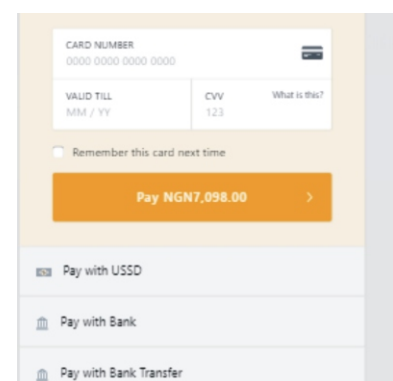 CARD NUMBER
0000 0000 0000 0000
VALID TILL
MM / YY
CVV
123
What is this?
Remember this card next time
Pay NGN7,098.00
Pay with USSD
Pay with Bank
Pay with Bank Transfer